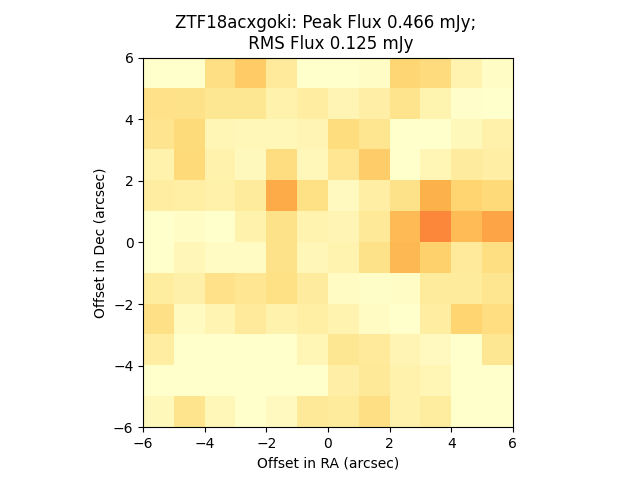 ZTF18acxgoki: Peak Flux 0.466 mJy;
RMS Flux 0.125 mJy
6
4
2
0
−2
−4
−6
Offset in Dec (arcsec)
−6 −4 −2 0 2 4 6
Offset in RA (arcsec)